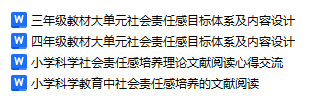 三年级教材大单元社会责任感目标体系及内容设计
四年级教材大单元社会责任感目标体系及内容设计
小学科学社会责任感培养理论文献阅读心得交流
小学科学教育中社会责任感培养的文献阅读